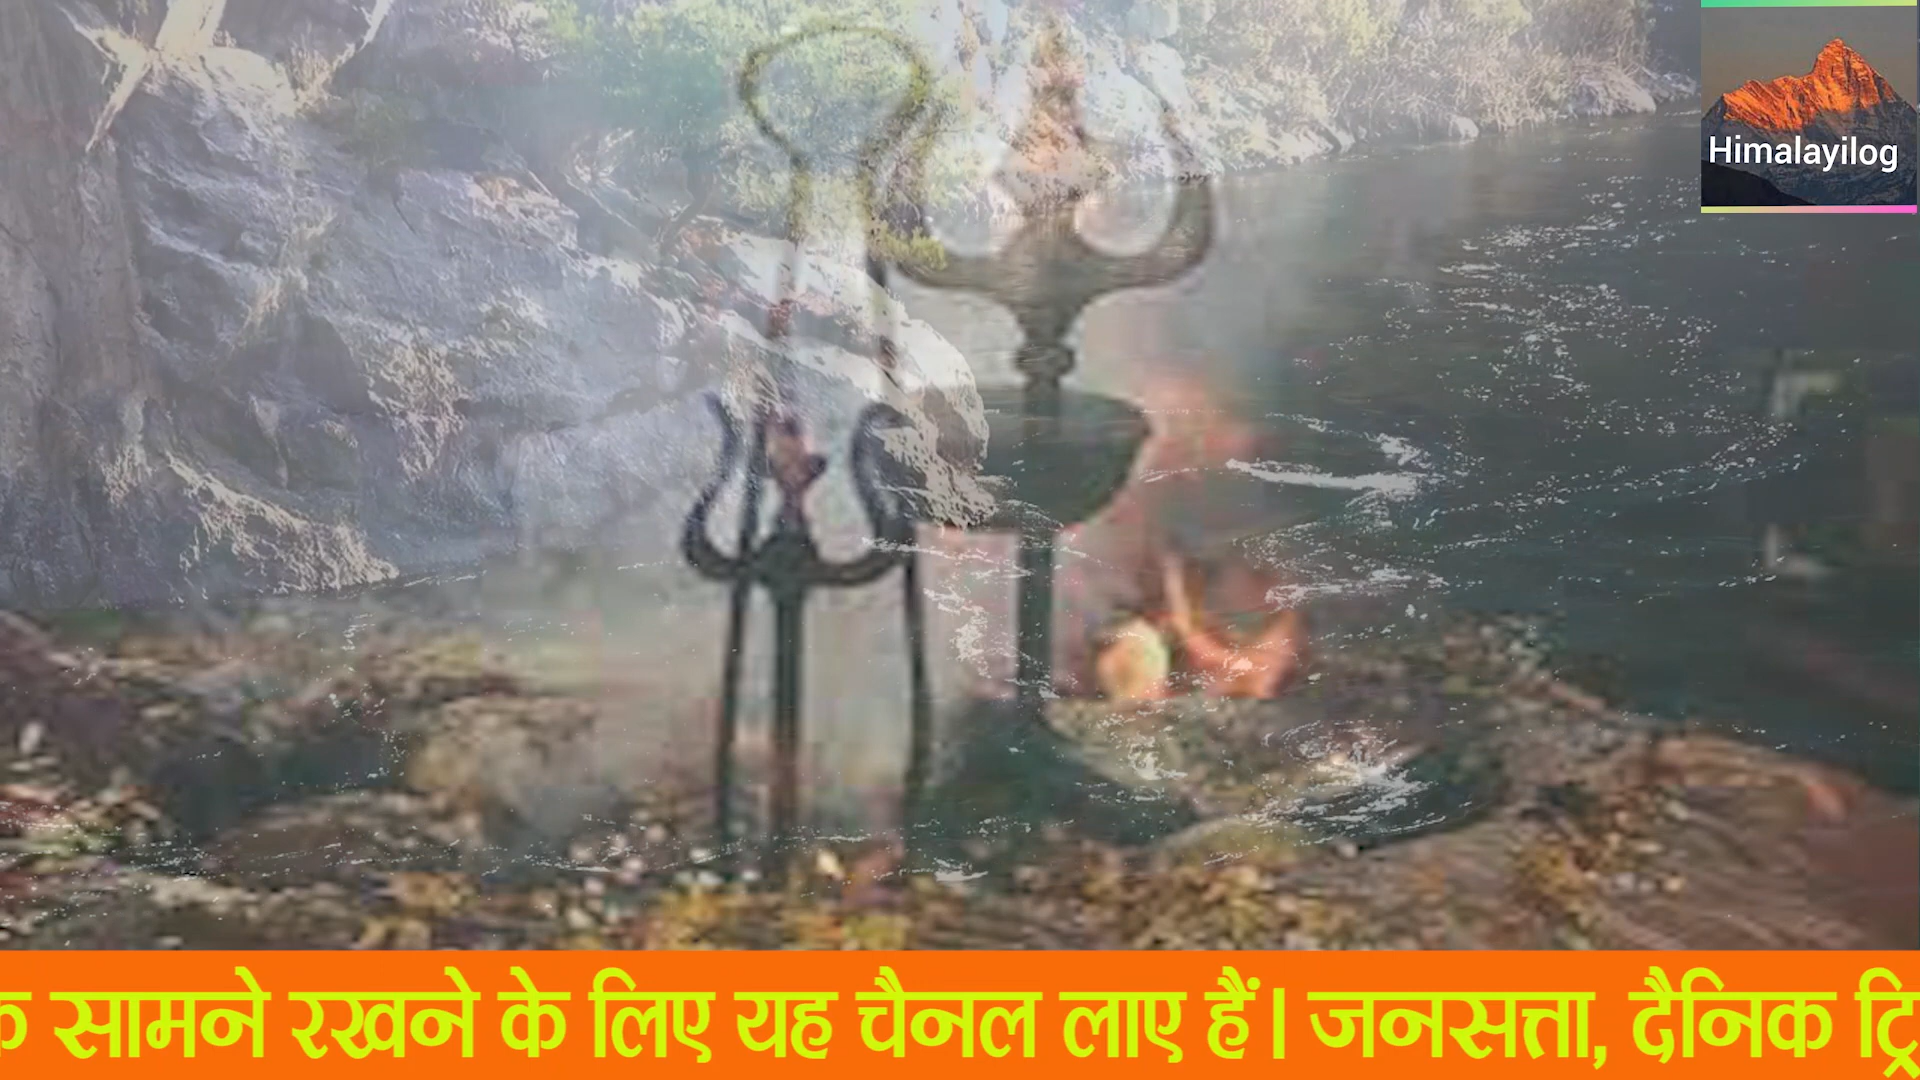 Himalayilog
सामने रखने के लिए यह चैनल लाए हैं। जनसत्ता, दैनिक